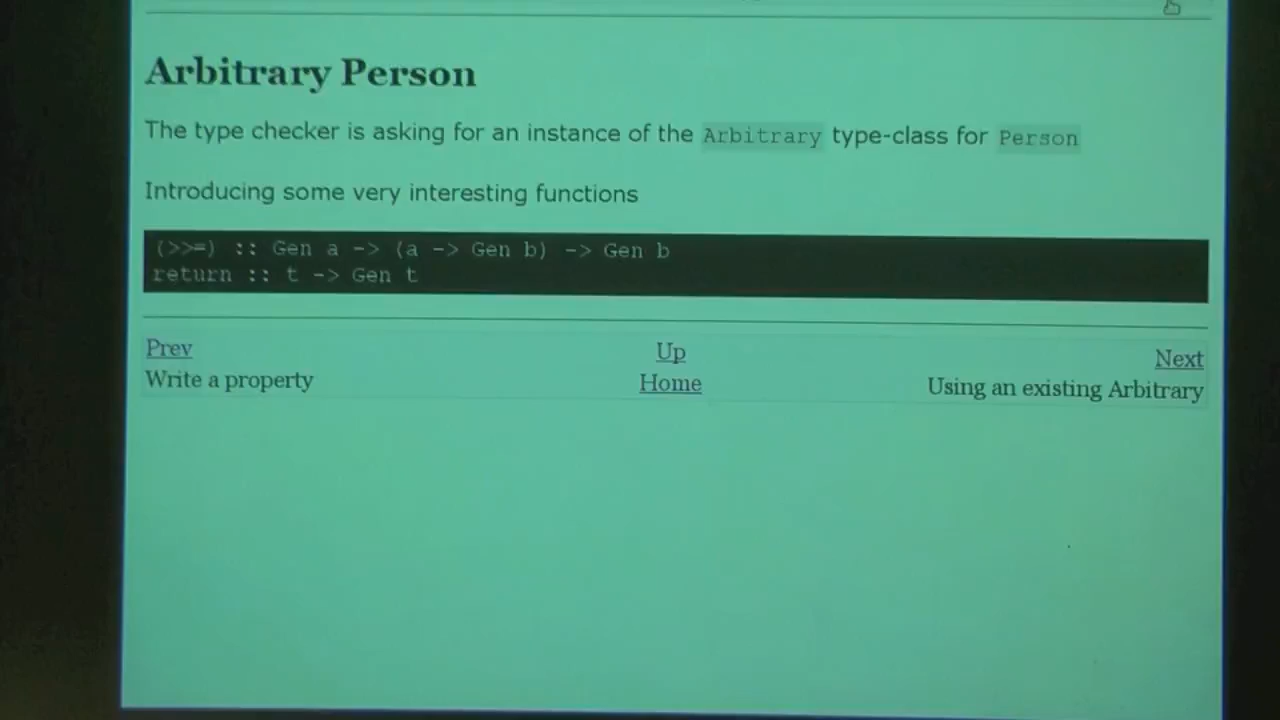 Arbitrary Person
The type checker is asking for an instance of the Arbitrary type-class for Person
Introducing some very interesting functions
(>>=) :: Gen a -> (a -> Gen b) -> Gen b
return :: t -> Gen t
Prev Up Next
Write a property Home Using an existing Arbitrary